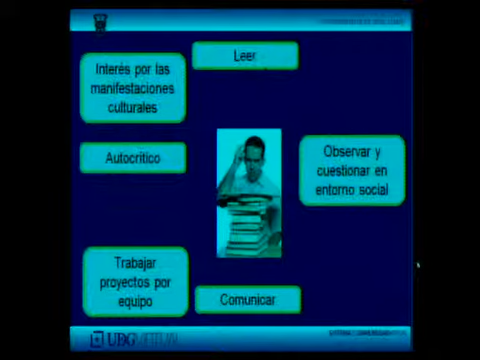 Leer
Interés por las
manifestaciones
culturales
Autocrítico
Observar y
cuestionar en
entorno social
Trabajar
proyectos por
equipo
Comunicar
UDGVIRTUAL